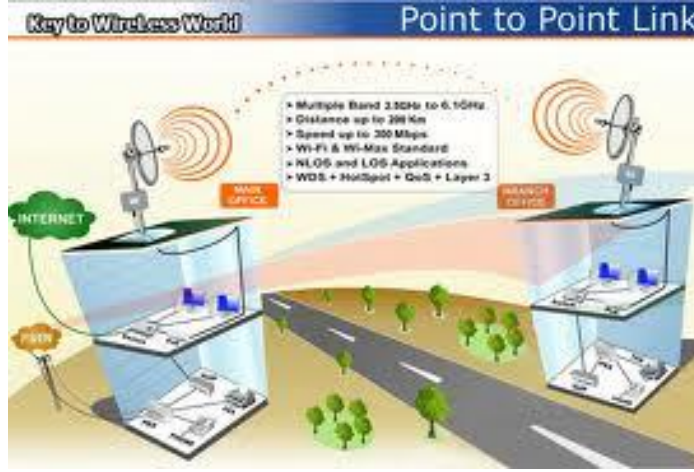 Key to WireLess World
Point to Point Link
> Multiple Band 2.5GHz to 6.1GHz
> Distance up to 200 Km
> Speed up to 300 Mbps
> Wi-Fi & Wi-Max Standard
> NLOS and LOS Applications
> WDS + HotSpot + QoS + Layer 3
MAIN OFFICE
BRANCH OFFICE
INTERNET